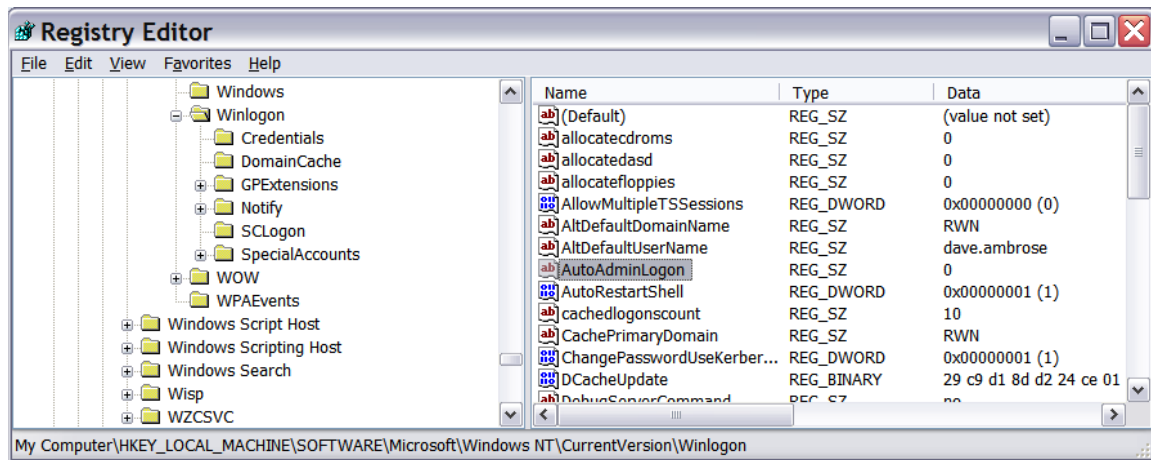 Registry Editor
File Edit View Favorites Help
Windows
Winlogon
Credentials
DomainCache
GPExtensions
Notify
SCLogon
SpecialAccounts
WOW
WPAEvents
Windows Script Host
Windows Scripting Host
Windows Search
Wisp
WZCSVC
Name Type Data
(Default) REG_SZ (value not set)
allocatecdroms REG_SZ 0
allocatedasd REG_SZ 0
allocatefloppies REG_SZ 0
AllowMultipleTSSessions REG_DWORD 0x00000000 (0)
AltDefaultDomainName REG_SZ RWN
AltDefaultUserName REG_SZ dave.ambrose
AutoAdminLogon REG_SZ 0
AutoRestartShell REG_DWORD 0x00000001 (1)
cachedlogonscount REG_SZ 10
CachePrimaryDomain REG_SZ RWN
ChangePasswordUseKerber... REG_DWORD 0x00000001 (1)
DCacheUpdate REG_BINARY 29 c9 d1 8d d2 24 ce 01
DebugServerCommand REG_SZ no
My Computer\HKEY_LOCAL_MACHINE\SOFTWARE\Microsoft\Windows NT\CurrentVersion\Winlogon